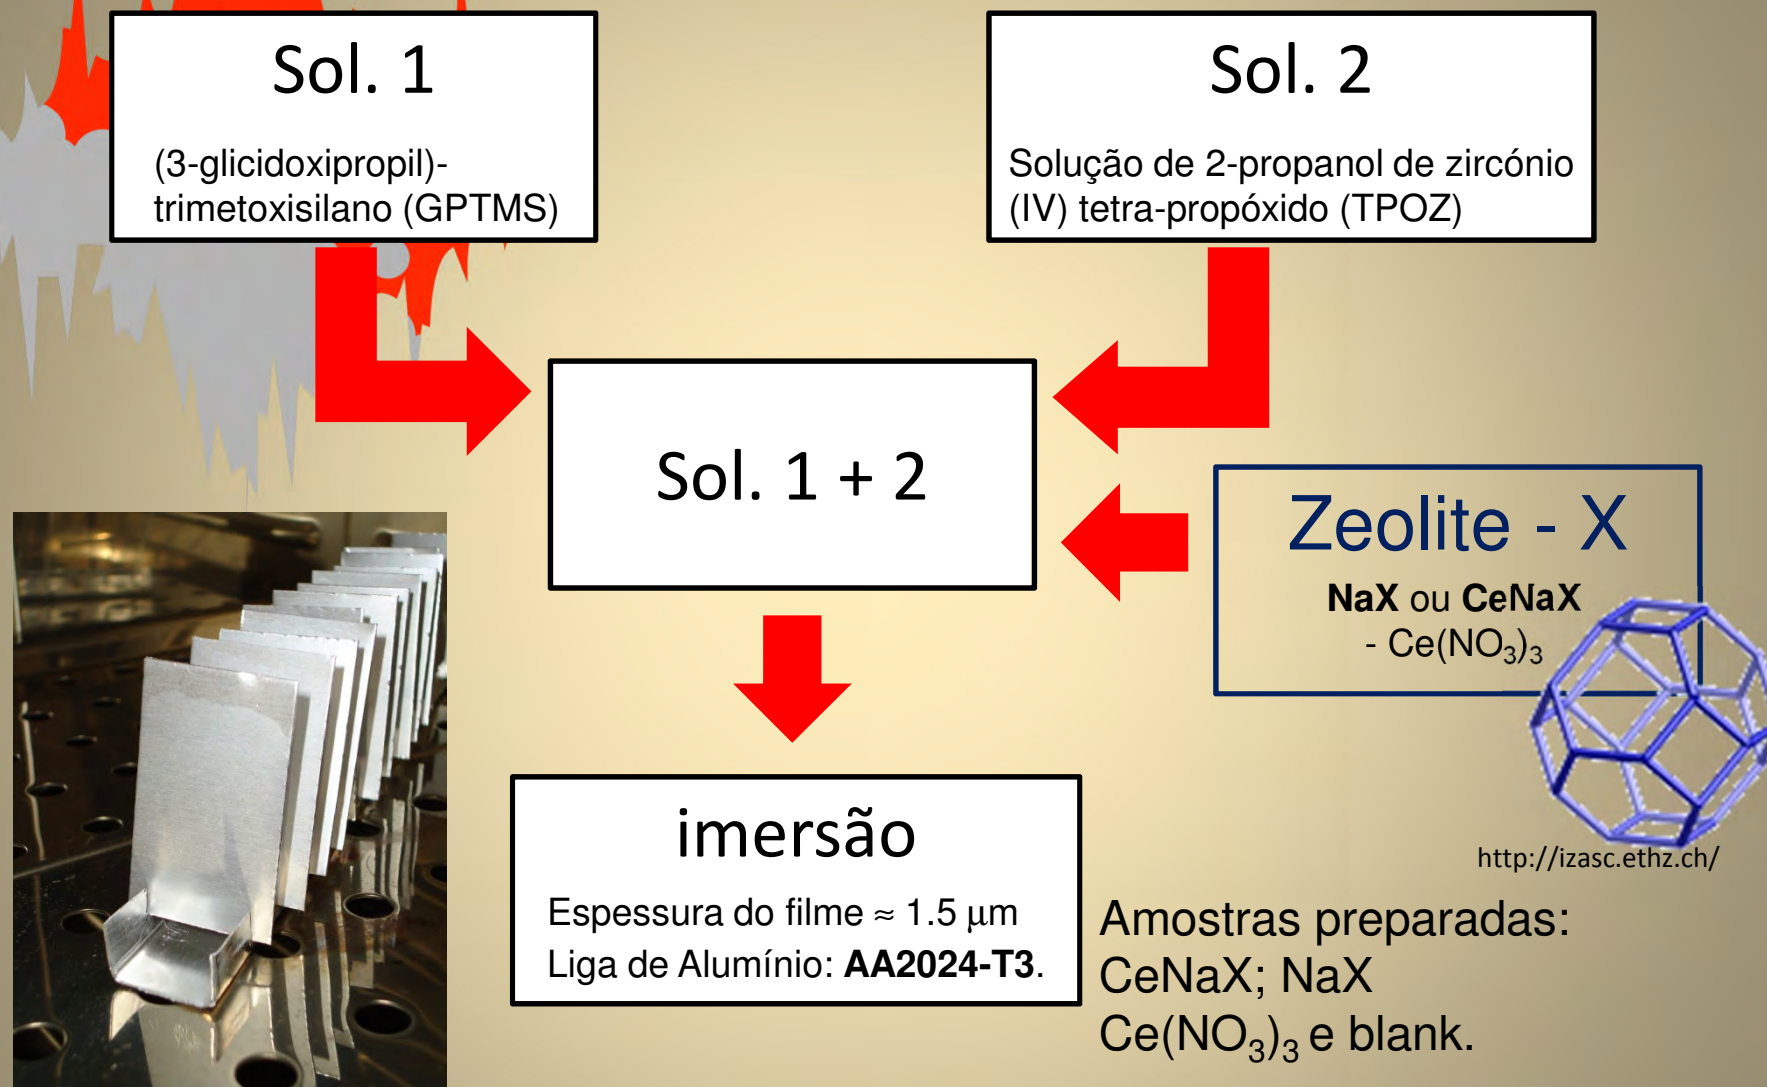 Sol. 1
(3-glicidoxipropil)-
trimetoxisilano (GPTMS)
Sol. 2
Solução de 2-propanol de zircónio
(IV) tetra-propóxido (TPOZ)
Sol. 1 + 2
Zeolite - X
NaX ou CeNaX
- Ce(NO₃)₃
http://izasc.ethz.ch/
imersão
Espessura do filme ≈ 1.5 μm
Liga de Alumínio: AA2024-T3.
Amostras preparadas:
CeNaX; NaX
Ce(NO₃)₃ e blank.